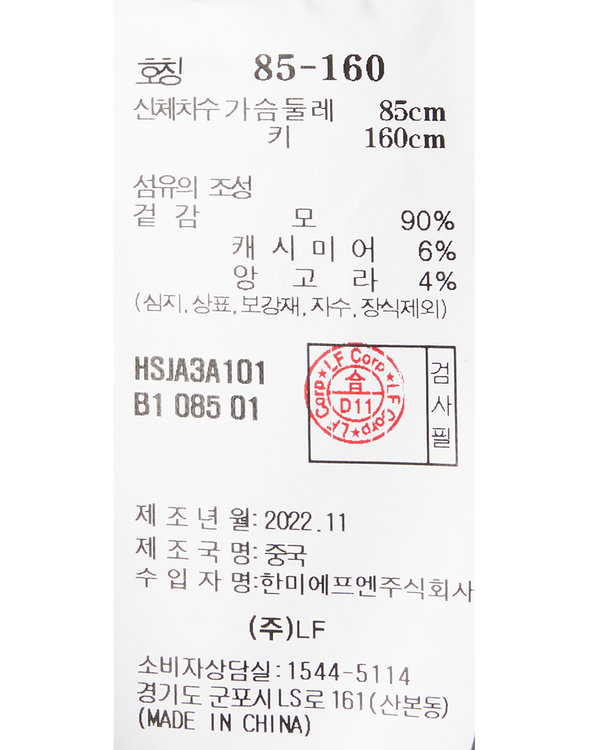 호칭 85-160
신체치수 가슴둘레 85cm
키 160cm
섬유의 조성
겉감 모 90%
캐시미어 6%
앙고라 4%
(심지,상표,보강재,자수,장식제외)
HSJA3A101
B1 085 01
LF Corp★LF Corp★LF Corp★
合
D11
검사필
제조년월:2022.11
제조국명:중국
수입자명:한미에프엔주식회사
(주)LF
소비자상담실:1544-5114
경기도 군포시 LS로 161(산본동)
(MADE IN CHINA)